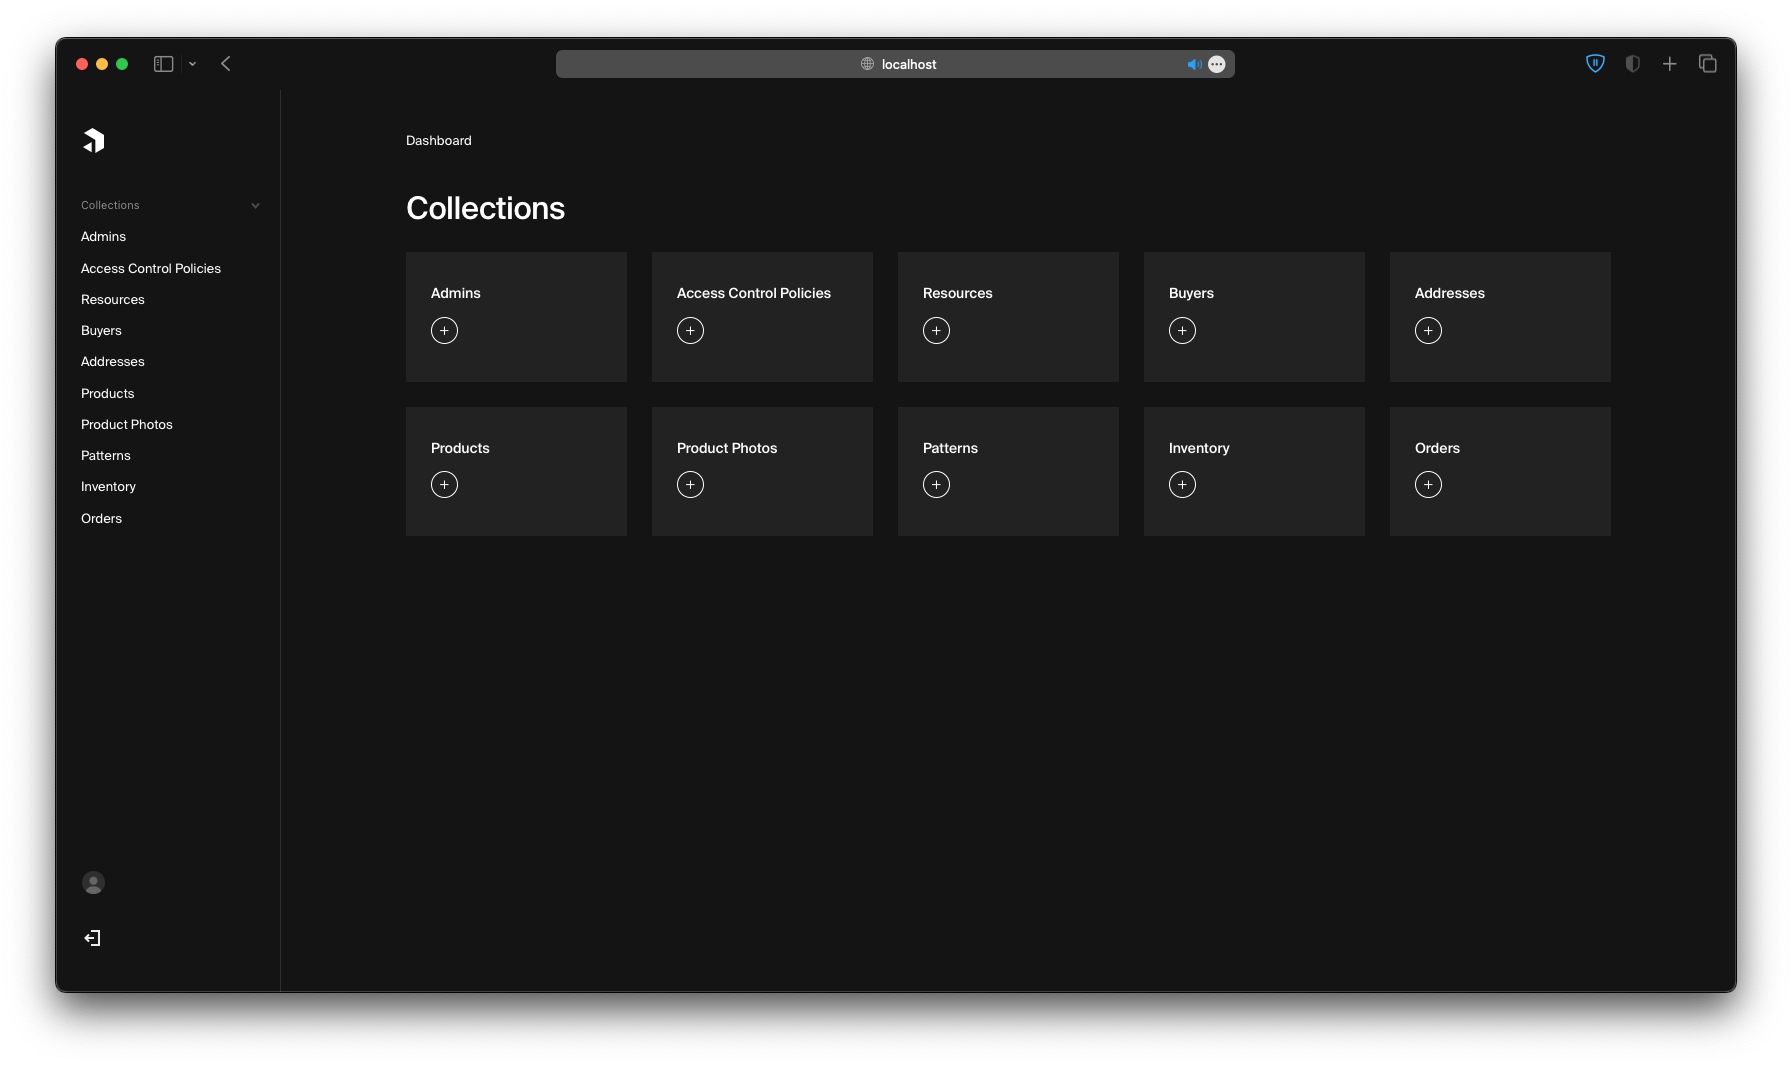 localhost
Dashboard
Collections
Admins
Access Control Policies
Resources
Buyers
Addresses
Products
Product Photos
Patterns
Inventory
Orders
Collections
Admins
Access Control Policies
Resources
Buyers
Addresses
Products
Product Photos
Patterns
Inventory
Orders